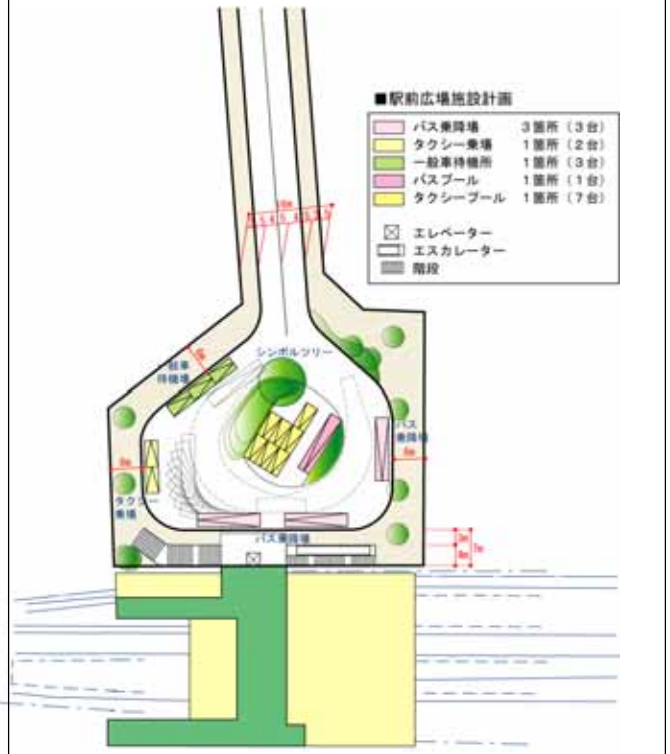 ■駅前広場施設計画
バス乗降場 3箇所（3台）
タクシー乗場 1箇所（2台）
一般車待機所 1箇所（3台）
バスプール 1箇所（1台）
タクシープール 1箇所（7台）
エレベーター
エスカレーター
階段
シンボルツリー
一般車
待機場
バス
乗降場
タクシー
乗場
バス乗降場
7m